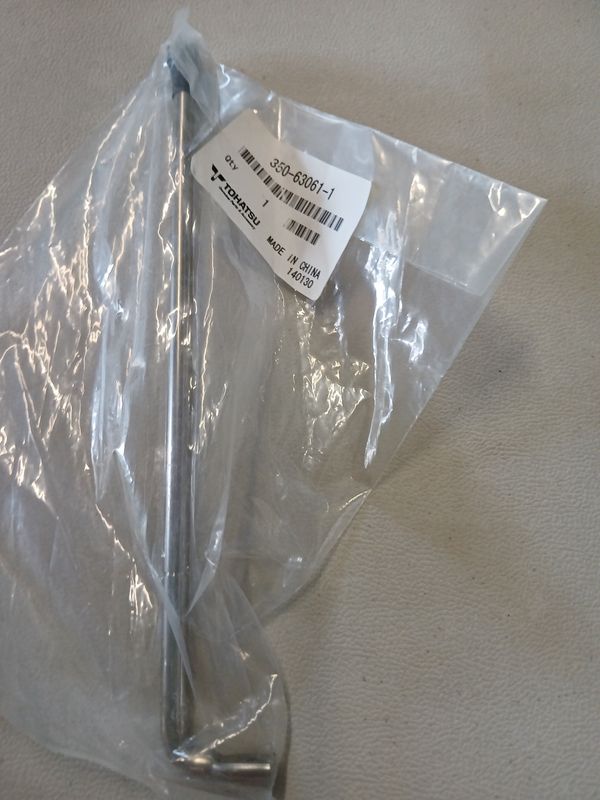 350-63061-1
QTY 1
TOHATSU
MADE IN CHINA
140130